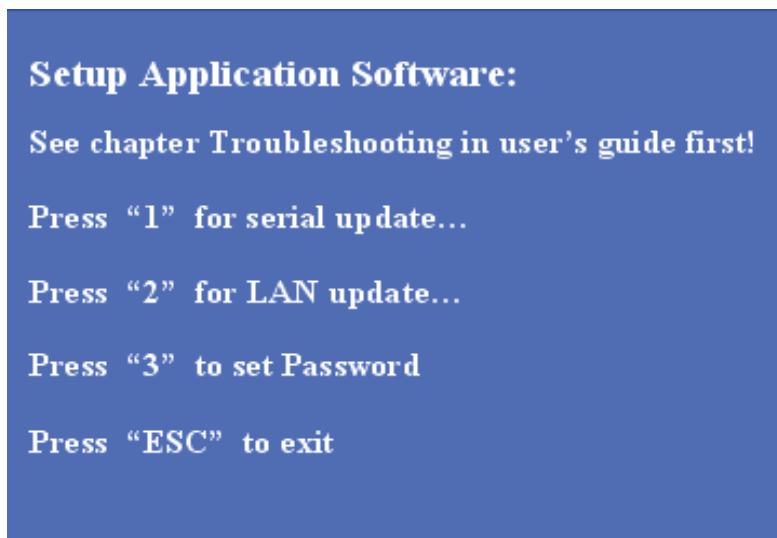 Setup Application Software:
See chapter Troubleshooting in user's guide first!
Press “1” for serial update...
Press “2” for LAN update...
Press “3” to set Password
Press “ESC” to exit